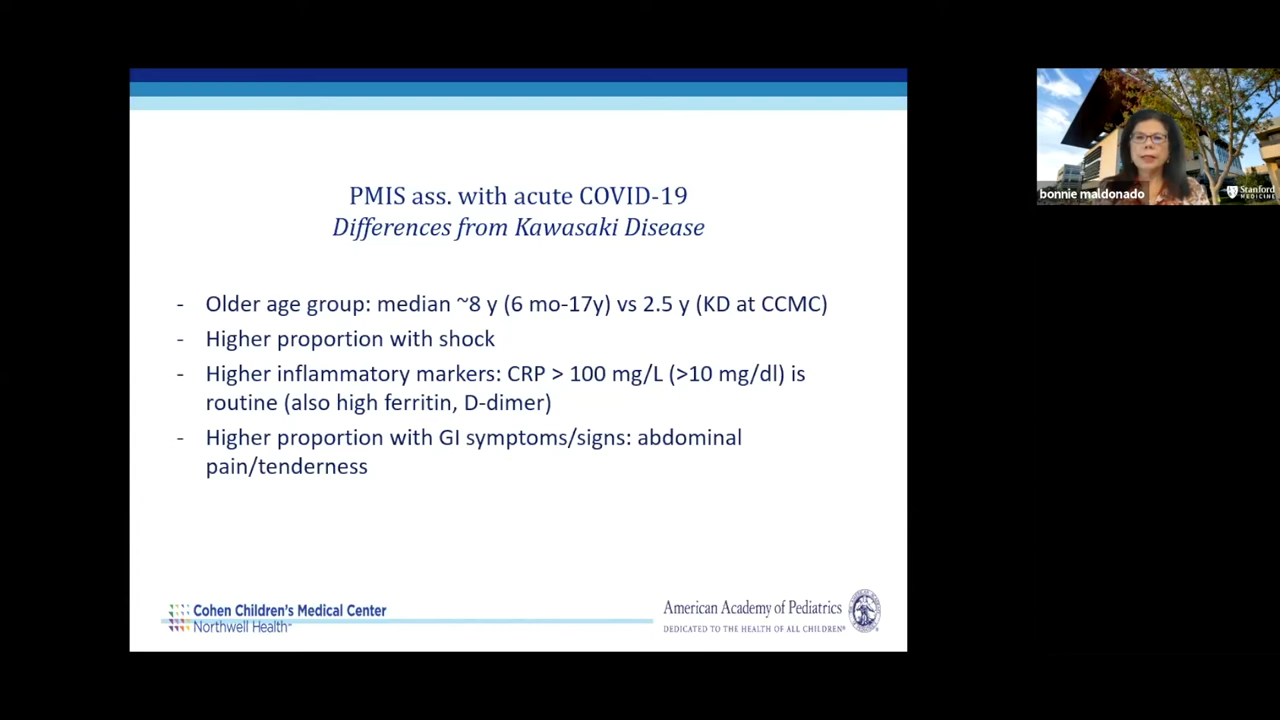 PMIS ass. with acute COVID-19
Differences from Kawasaki Disease
- Older age group: median ~8 y (6 mo-17y) vs 2.5 y (KD at CCMC)
- Higher proportion with shock
- Higher inflammatory markers: CRP > 100 mg/L (>10 mg/dl) is
routine (also high ferritin, D-dimer)
- Higher proportion with GI symptoms/signs: abdominal
pain/tenderness
Cohen Children's Medical Center
Northwell Health
American Academy of Pediatrics
DEDICATED TO THE HEALTH OF ALL CHILDREN®
bonnie maldonado
Stanford
MEDICINE